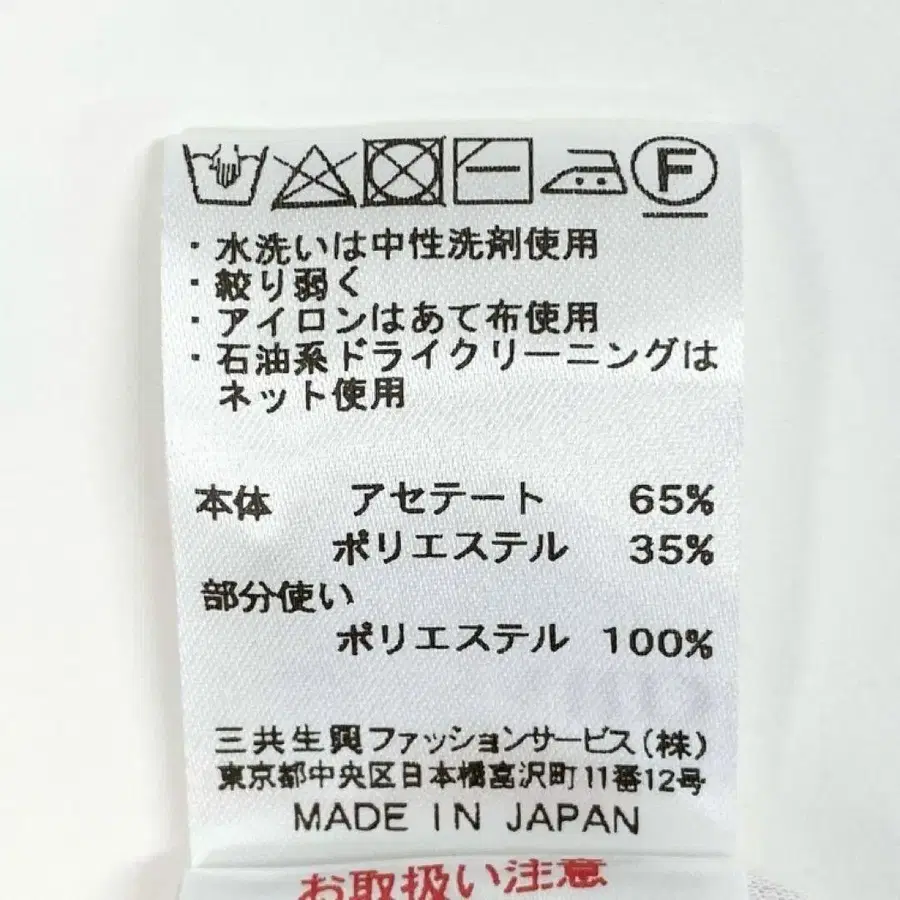 F
・水洗いは中性洗剤使用
・絞り弱く
・アイロンはあて布使用
・石油系ドライクリーニングは
ネット使用
本体 アセテート 65%
ポリエステル 35%
部分使い
ポリエステル 100%
三共生興ファッションサービス(株)
東京都中央区日本橋富沢町11番12号
MADE IN JAPAN
お取扱い注意